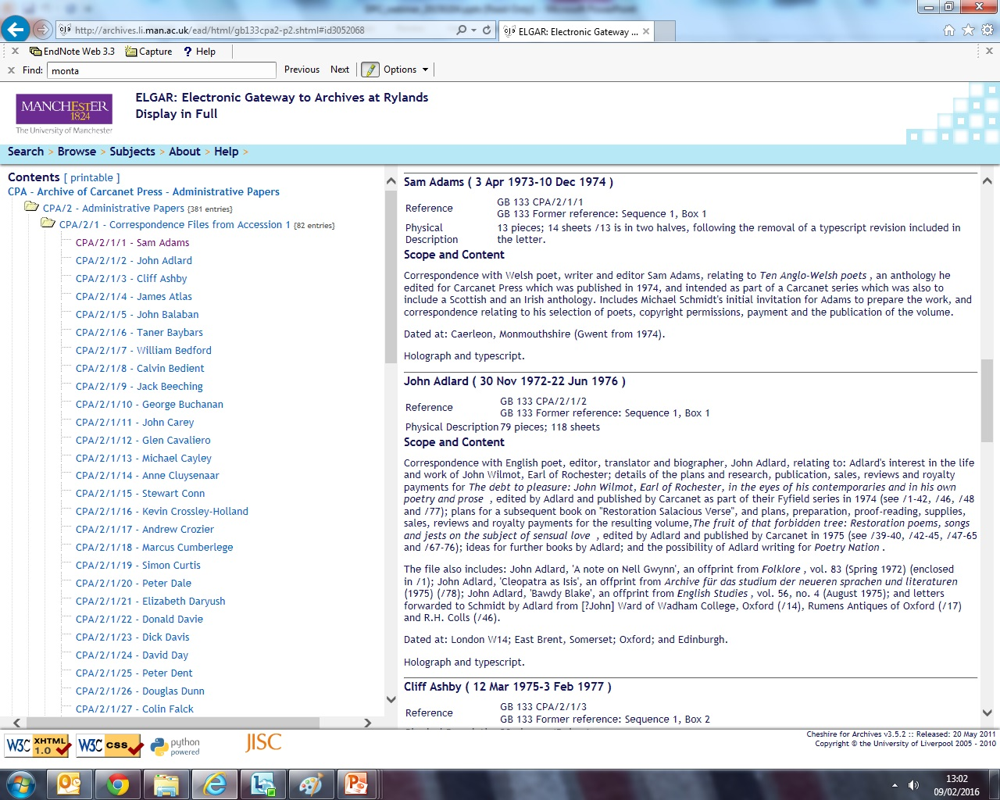 http://archives.li.man.ac.uk/ead/html/gb133cpa2-p2.shtml#id3052068
ELGAR: Electronic Gateway ...
EndNote Web 3.3 Capture ? Help
Find: monta Previous Next Options
MANCHESTER
1824
The University of Manchester
ELGAR: Electronic Gateway to Archives at Rylands
Display in Full
Search > Browse > Subjects > About > Help >
Contents [ printable ]
CPA - Archive of Carcanet Press - Administrative Papers
CPA/2 - Administrative Papers {381 entries}
CPA/2/1 - Correspondence Files from Accession 1 {82 entries}
CPA/2/1/1 - Sam Adams
CPA/2/1/2 - John Adlard
CPA/2/1/3 - Cliff Ashby
CPA/2/1/4 - James Atlas
CPA/2/1/5 - John Balaban
CPA/2/1/6 - Taner Baybars
CPA/2/1/7 - William Bedford
CPA/2/1/8 - Calvin Bedient
CPA/2/1/9 - Jack Beeching
CPA/2/1/10 - George Buchanan
CPA/2/1/11 - John Carey
CPA/2/1/12 - Glen Cavaliero
CPA/2/1/13 - Michael Cayley
CPA/2/1/14 - Anne Cluysenaar
CPA/2/1/15 - Stewart Conn
CPA/2/1/16 - Kevin Crossley-Holland
CPA/2/1/17 - Andrew Crozier
CPA/2/1/18 - Marcus Cumberlege
CPA/2/1/19 - Simon Curtis
CPA/2/1/20 - Peter Dale
CPA/2/1/21 - Elizabeth Daryush
CPA/2/1/22 - Donald Davie
CPA/2/1/23 - Dick Davis
CPA/2/1/24 - David Day
CPA/2/1/25 - Peter Dent
CPA/2/1/26 - Douglas Dunn
CPA/2/1/27 - Colin Falck
Sam Adams ( 3 Apr 1973-10 Dec 1974 )
Reference
GB 133 CPA/2/1/1
GB 133 Former reference: Sequence 1, Box 1
Physical Description
13 pieces; 14 sheets /13 is in two halves, following the removal of a typescript revision included in
the letter.
Scope and Content
Correspondence with Welsh poet, writer and editor Sam Adams, relating to Ten Anglo-Welsh poets , an anthology he
edited for Carcanet Press which was published in 1974, and intended as part of a Carcanet series which was also to
include a Scottish and an Irish anthology. Includes Michael Schmidt's initial invitation for Adams to prepare the work, and
correspondence relating to his selection of poets, copyright permissions, payment and the publication of the volume.
Dated at: Caerleon, Monmouthshire (Gwent from 1974).
Holograph and typescript.
John Adlard ( 30 Nov 1972-22 Jun 1976 )
Reference
GB 133 CPA/2/1/2
GB 133 Former reference: Sequence 1, Box 1
Physical Description 79 pieces; 118 sheets
Scope and Content
Correspondence with English poet, editor, translator and biographer, John Adlard, relating to: Adlard's interest in the life
and work of John Wilmot, Earl of Rochester; details of the plans and research, publication, sales, reviews and royalty
payments for The debt to pleasure: John Wilmot, Earl of Rochester, in the eyes of his contemporaries and in his own
poetry and prose , edited by Adlard and published by Carcanet as part of their Fyfield series in 1974 (see /1-42, /46, /48
and /77); plans for a subsequent book on "Restoration Salacious Verse", and plans, preparation, proof-reading, supplies,
sales, reviews and royalty payments for the resulting volume,The fruit of that forbidden tree: Restoration poems, songs
and jests on the subject of sensual love , edited by Adlard and published by Carcanet in 1975 (see /39-40, /42-45, /47-65
and /67-76); ideas for further books by Adlard; and the possibility of Adlard writing for Poetry Nation .
The file also includes: John Adlard, 'A note on Nell Gwynn', an offprint from Folklore , vol. 83 (Spring 1972) (enclosed
in /1); John Adlard, 'Cleopatra as Isis', an offprint from Archive für das studium der neueren sprachen und literaturen
(1975) (/78); John Adlard, 'Bawdy Blake', an offprint from English Studies , vol. 56, no. 4 (August 1975); and letters
forwarded to Schmidt by Adlard from [?John] Ward of Wadham College, Oxford (/14), Rumens Antiques of Oxford (/17)
and R.H. Colls (/46).
Dated at: London W14; East Brent, Somerset; Oxford; and Edinburgh.
Holograph and typescript.
Cliff Ashby ( 12 Mar 1975-3 Feb 1977 )
Reference
GB 133 CPA/2/1/3
GB 133 Former reference: Sequence 1, Box 2
W3C XHTML 1.0
W3C css
python powered
JISC
Cheshire for Archives v3.5.2 :: Released: 20 May 2011
Copyright © the University of Liverpool 2005 - 2010
13:02
09/02/2016